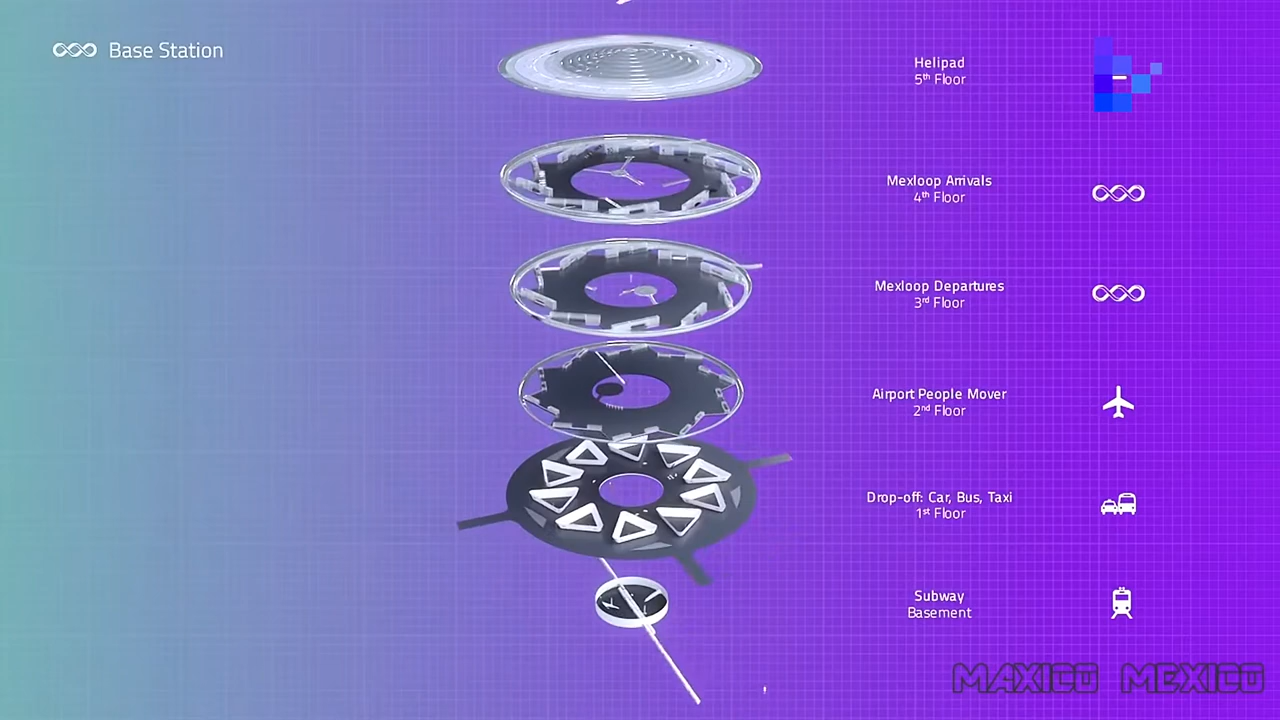 Base Station
Helipad
5th Floor
Mexloop Arrivals
4th Floor
Mexloop Departures
3rd Floor
Airport People Mover
2nd Floor
Drop-off: Car, Bus, Taxi
1st Floor
Subway
Basement
MAXICO MEXICO